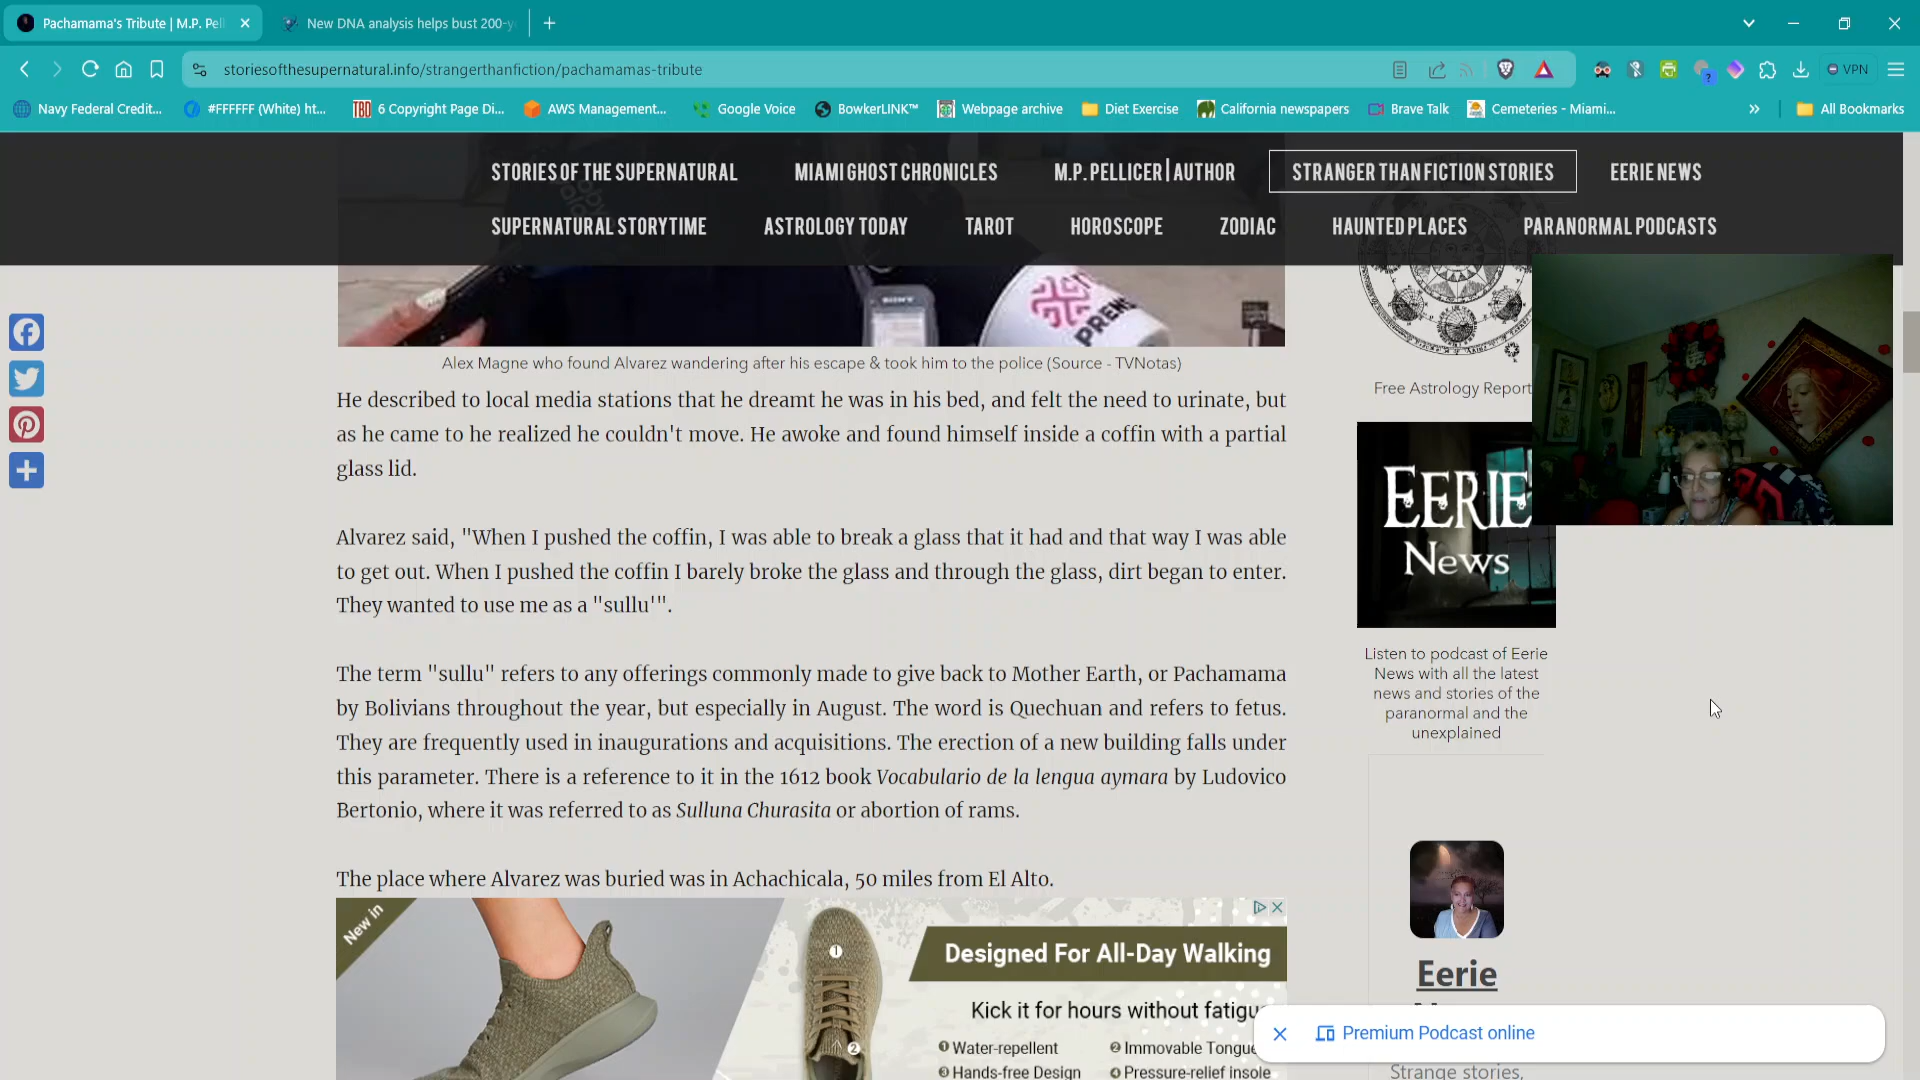 Pachamama's Tribute | M.P. Pell
New DNA analysis helps bust 200-y
storiesofthesupernatural.info/strangerthanfiction/pachamamas-tribute
VPN
Navy Federal Credit...
#FFFFFF (White) ht...
TBD
6 Copyright Page Di...
AWS Management...
Google Voice
BowkerLINK™
Webpage archive
Diet Exercise
California newspapers
Brave Talk
Cemeteries - Miami...
»
All Bookmarks
STORIES OF THE SUPERNATURAL
MIAMI GHOST CHRONICLES
M.P. PELLICER | AUTHOR
STRANGER THAN FICTION STORIES
EERIE NEWS
SUPERNATURAL STORYTIME
ASTROLOGY TODAY
TAROT
HOROSCOPE
ZODIAC
HAUNTED PLACES
PARANORMAL PODCASTS
SONY
PREN
Alex Magne who found Alvarez wandering after his escape & took him to the police (Source - TVNotas)
He described to local media stations that he dreamt he was in his bed, and felt the need to urinate, but
as he came to he realized he couldn't move. He awoke and found himself inside a coffin with a partial
glass lid.
Alvarez said, "When I pushed the coffin, I was able to break a glass that it had and that way I was able
to get out. When I pushed the coffin I barely broke the glass and through the glass, dirt began to enter.
They wanted to use me as a "sullu'".
The term "sullu" refers to any offerings commonly made to give back to Mother Earth, or Pachamama
by Bolivians throughout the year, but especially in August. The word is Quechuan and refers to fetus.
They are frequently used in inaugurations and acquisitions. The erection of a new building falls under
this parameter. There is a reference to it in the 1612 book Vocabulario de la lengua aymara by Ludovico
Bertonio, where it was referred to as Sulluna Churasita or abortion of rams.
The place where Alvarez was buried was in Achachicala, 50 miles from El Alto.
New in
Designed For All-Day Walking
Kick it for hours without fatigu
1 Water-repellent
2 Immovable Tongue
3 Hands-free Design
4 Pressure-relief insole
Free Astrology Report
EERIE
NEWS
Listen to podcast of Eerie
News with all the latest
news and stories of the
paranormal and the
unexplained
Eerie
Premium Podcast online
Strange stories,